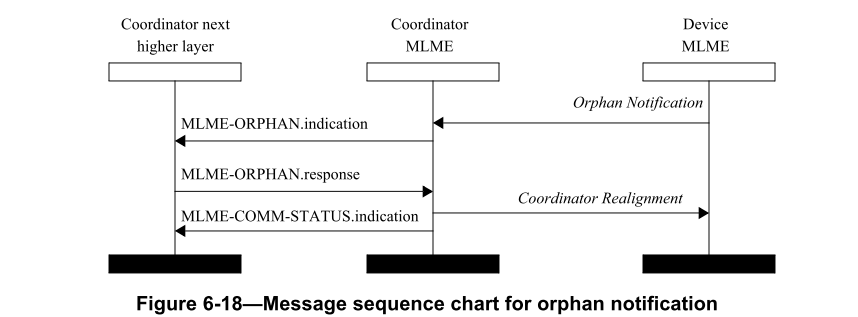 Coordinator next
higher layer
Coordinator
MLME
Device
MLME
Orphan Notification
MLME-ORPHAN.indication
MLME-ORPHAN.response
Coordinator Realignment
MLME-COMM-STATUS.indication
Figure 6-18—Message sequence chart for orphan notification